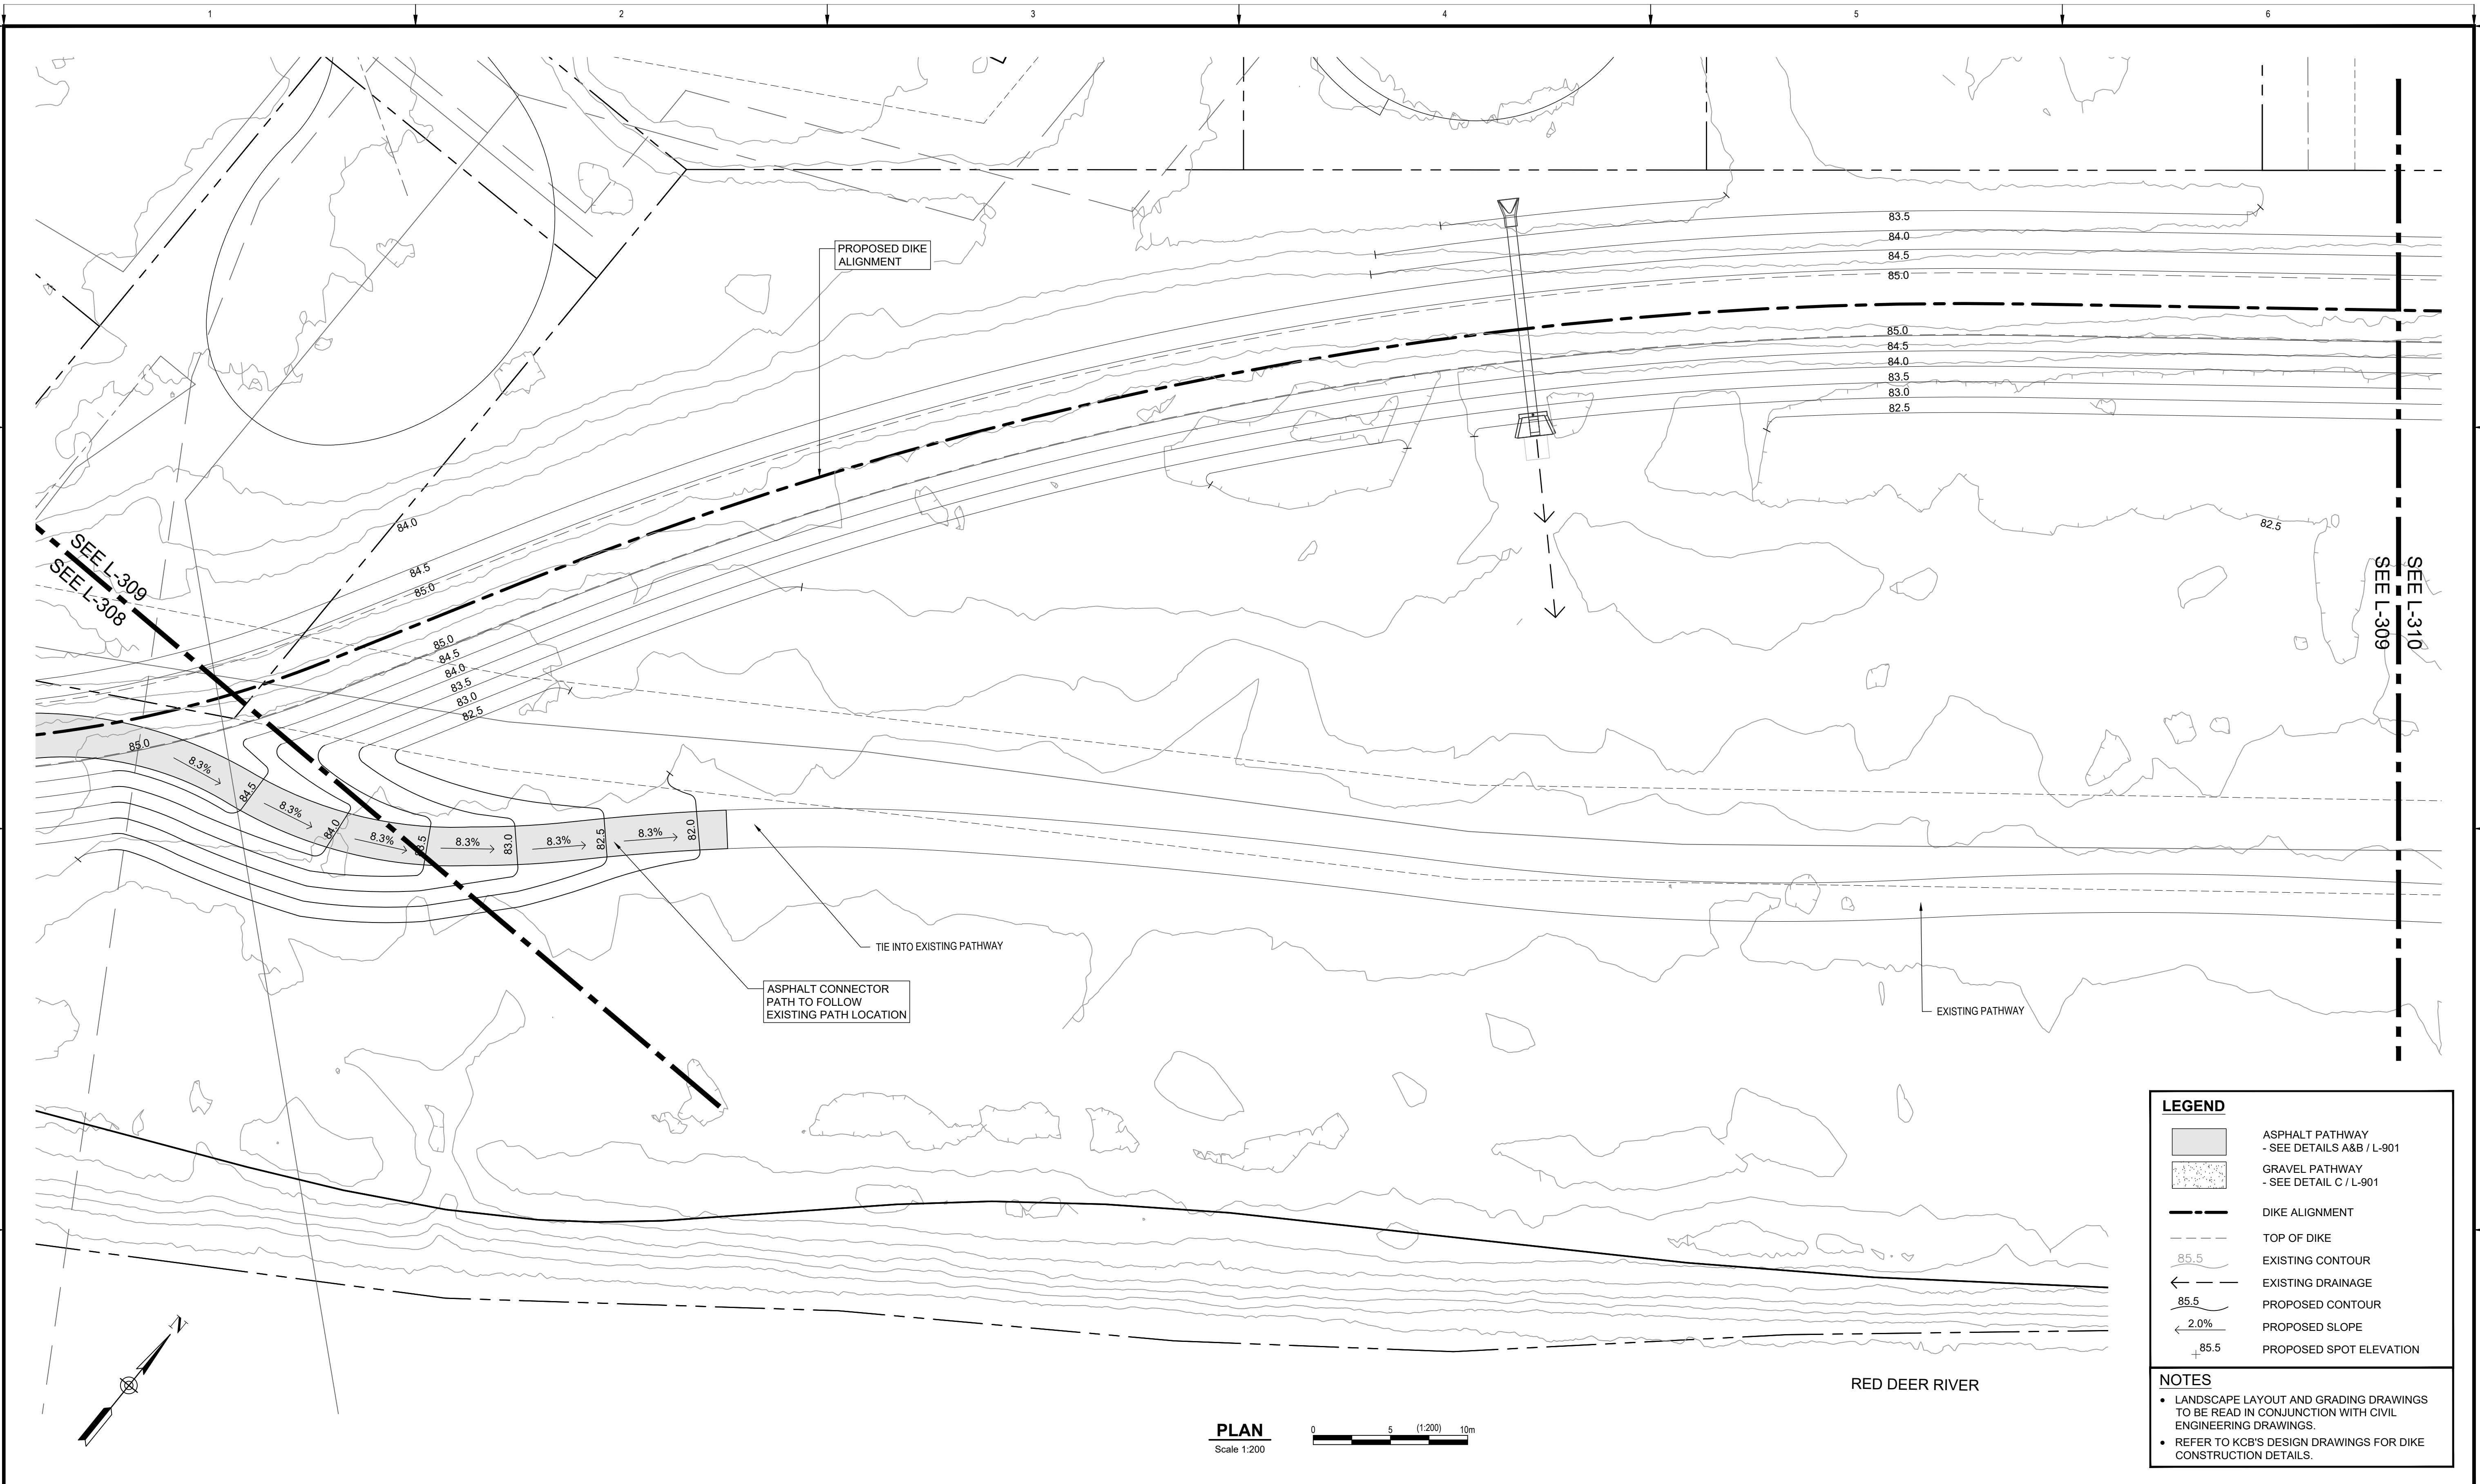 1
2
3
4
5
6
83.5
84.0
84.5
85.0
PROPOSED DIKE
ALIGNMENT
85.0
84.5
84.0
83.5
83.0
82.5
82.5
84.0
84.5
85.0
SEE L-309
SEE L-308
SEE L-310
SEE L-309
85.0
84.5
84.0
83.5
83.0
82.5
85.0
8.3%
84.5
8.3%
84.0
8.3%
83.5
8.3%
83.0
8.3%
82.5
8.3%
82.0
TIE INTO EXISTING PATHWAY
ASPHALT CONNECTOR
PATH TO FOLLOW
EXISTING PATH LOCATION
EXISTING PATHWAY
LEGEND
ASPHALT PATHWAY
- SEE DETAILS A&B / L-901
GRAVEL PATHWAY
- SEE DETAIL C / L-901
DIKE ALIGNMENT
TOP OF DIKE
85.5
EXISTING CONTOUR
EXISTING DRAINAGE
85.5
PROPOSED CONTOUR
2.0%
PROPOSED SLOPE
85.5
PROPOSED SPOT ELEVATION
NOTES
• LANDSCAPE LAYOUT AND GRADING DRAWINGS
TO BE READ IN CONJUNCTION WITH CIVIL
ENGINEERING DRAWINGS.
• REFER TO KCB'S DESIGN DRAWINGS FOR DIKE
CONSTRUCTION DETAILS.
N
RED DEER RIVER
PLAN
Scale 1:200
0 5 (1:200) 10m